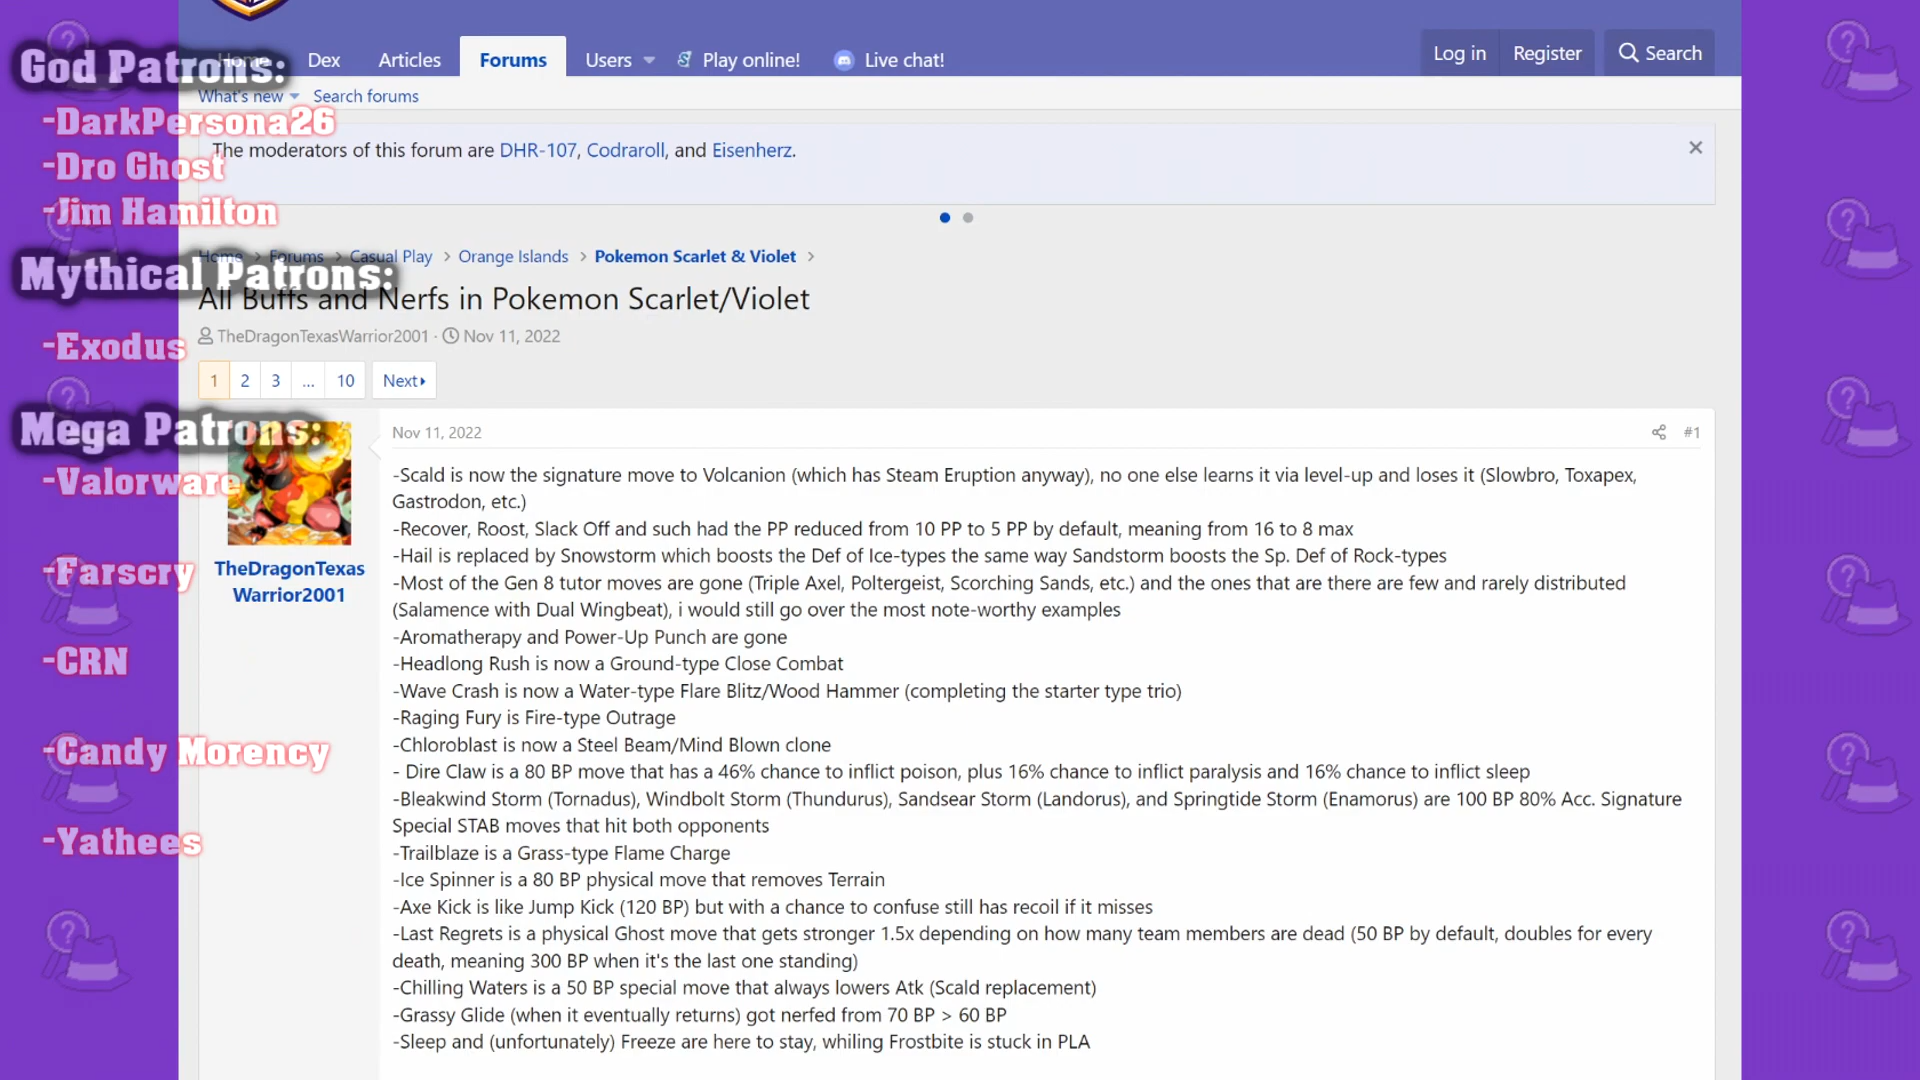 God Patrons:
-DarkPersona26
-Dro Ghost
-Jim Hamilton
Mythical Patrons:
-Exodus
Mega Patrons:
-Valorware
-Farscry
-CRN
-Candy Morency
-Yathees
Home Dex Articles Forums Users Play online! Live chat! Log in Register Search
What's new Search forums
The moderators of this forum are DHR-107, Codraroll, and Eisenherz.
Home > Forums > Casual Play > Orange Islands > Pokemon Scarlet & Violet >
All Buffs and Nerfs in Pokemon Scarlet/Violet
TheDragonTexasWarrior2001 · Nov 11, 2022
1 2 3 ... 10 Next
TheDragonTexas
Warrior2001
Nov 11, 2022 #1
-Scald is now the signature move to Volcanion (which has Steam Eruption anyway), no one else learns it via level-up and loses it (Slowbro, Toxapex,
Gastrodon, etc.)
-Recover, Roost, Slack Off and such had the PP reduced from 10 PP to 5 PP by default, meaning from 16 to 8 max
-Hail is replaced by Snowstorm which boosts the Def of Ice-types the same way Sandstorm boosts the Sp. Def of Rock-types
-Most of the Gen 8 tutor moves are gone (Triple Axel, Poltergeist, Scorching Sands, etc.) and the ones that are there are few and rarely distributed
(Salamence with Dual Wingbeat), i would still go over the most note-worthy examples
-Aromatherapy and Power-Up Punch are gone
-Headlong Rush is now a Ground-type Close Combat
-Wave Crash is now a Water-type Flare Blitz/Wood Hammer (completing the starter type trio)
-Raging Fury is Fire-type Outrage
-Chloroblast is now a Steel Beam/Mind Blown clone
- Dire Claw is a 80 BP move that has a 46% chance to inflict poison, plus 16% chance to inflict paralysis and 16% chance to inflict sleep
-Bleakwind Storm (Tornadus), Windbolt Storm (Thundurus), Sandsear Storm (Landorus), and Springtide Storm (Enamorus) are 100 BP 80% Acc. Signature
Special STAB moves that hit both opponents
-Trailblaze is a Grass-type Flame Charge
-Ice Spinner is a 80 BP physical move that removes Terrain
-Axe Kick is like Jump Kick (120 BP) but with a chance to confuse still has recoil if it misses
-Last Regrets is a physical Ghost move that gets stronger 1.5x depending on how many team members are dead (50 BP by default, doubles for every
death, meaning 300 BP when it's the last one standing)
-Chilling Waters is a 50 BP special move that always lowers Atk (Scald replacement)
-Grassy Glide (when it eventually returns) got nerfed from 70 BP > 60 BP
-Sleep and (unfortunately) Freeze are here to stay, whiling Frostbite is stuck in PLA